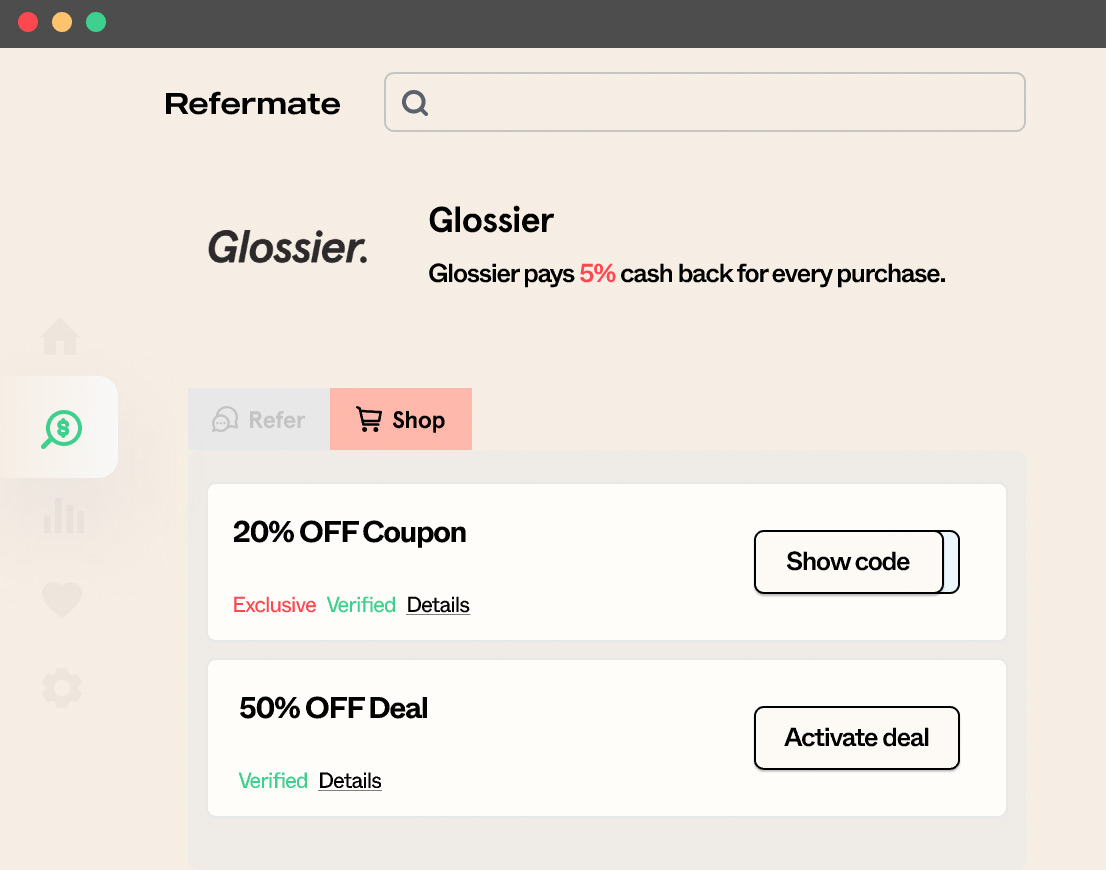 Refermate
Glossier.
Glossier
Glossier pays 5% cash back for every purchase.
Refer
Shop
20% OFF Coupon
Show code
Exclusive Verified Details
50% OFF Deal
Activate deal
Verified Details